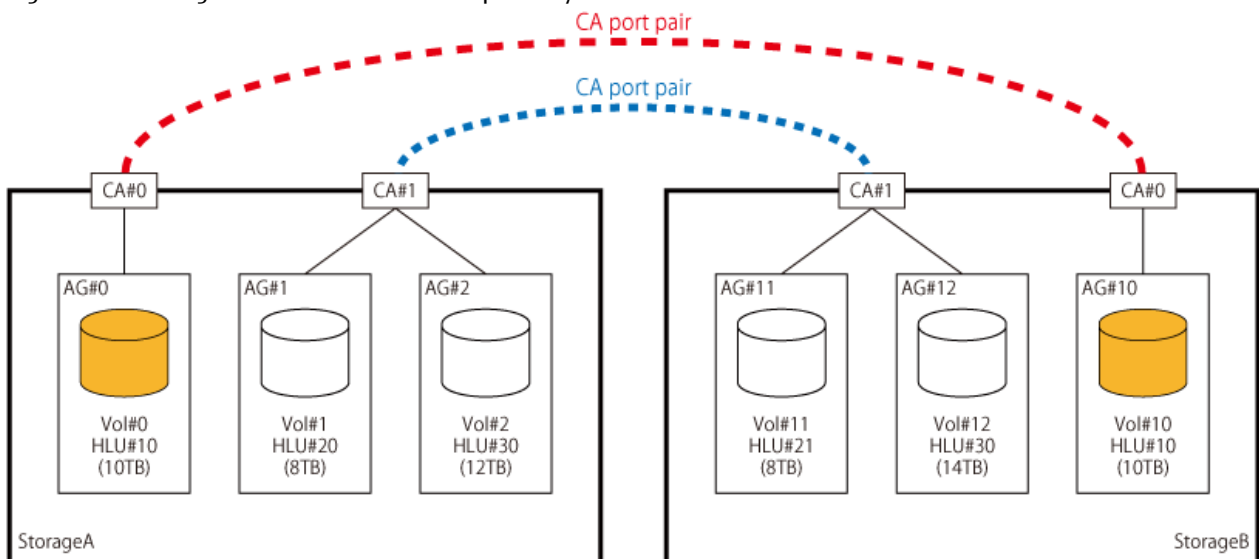 CA port pair
CA port pair
CA#0
CA#1
CA#1
CA#0
AG#0
AG#1
AG#2
AG#11
AG#12
AG#10
Vol#0
HLU#10
(10TB)
Vol#1
HLU#20
(8TB)
Vol#2
HLU#30
(12TB)
Vol#11
HLU#21
(8TB)
Vol#12
HLU#30
(14TB)
Vol#10
HLU#10
(10TB)
StorageA
StorageB